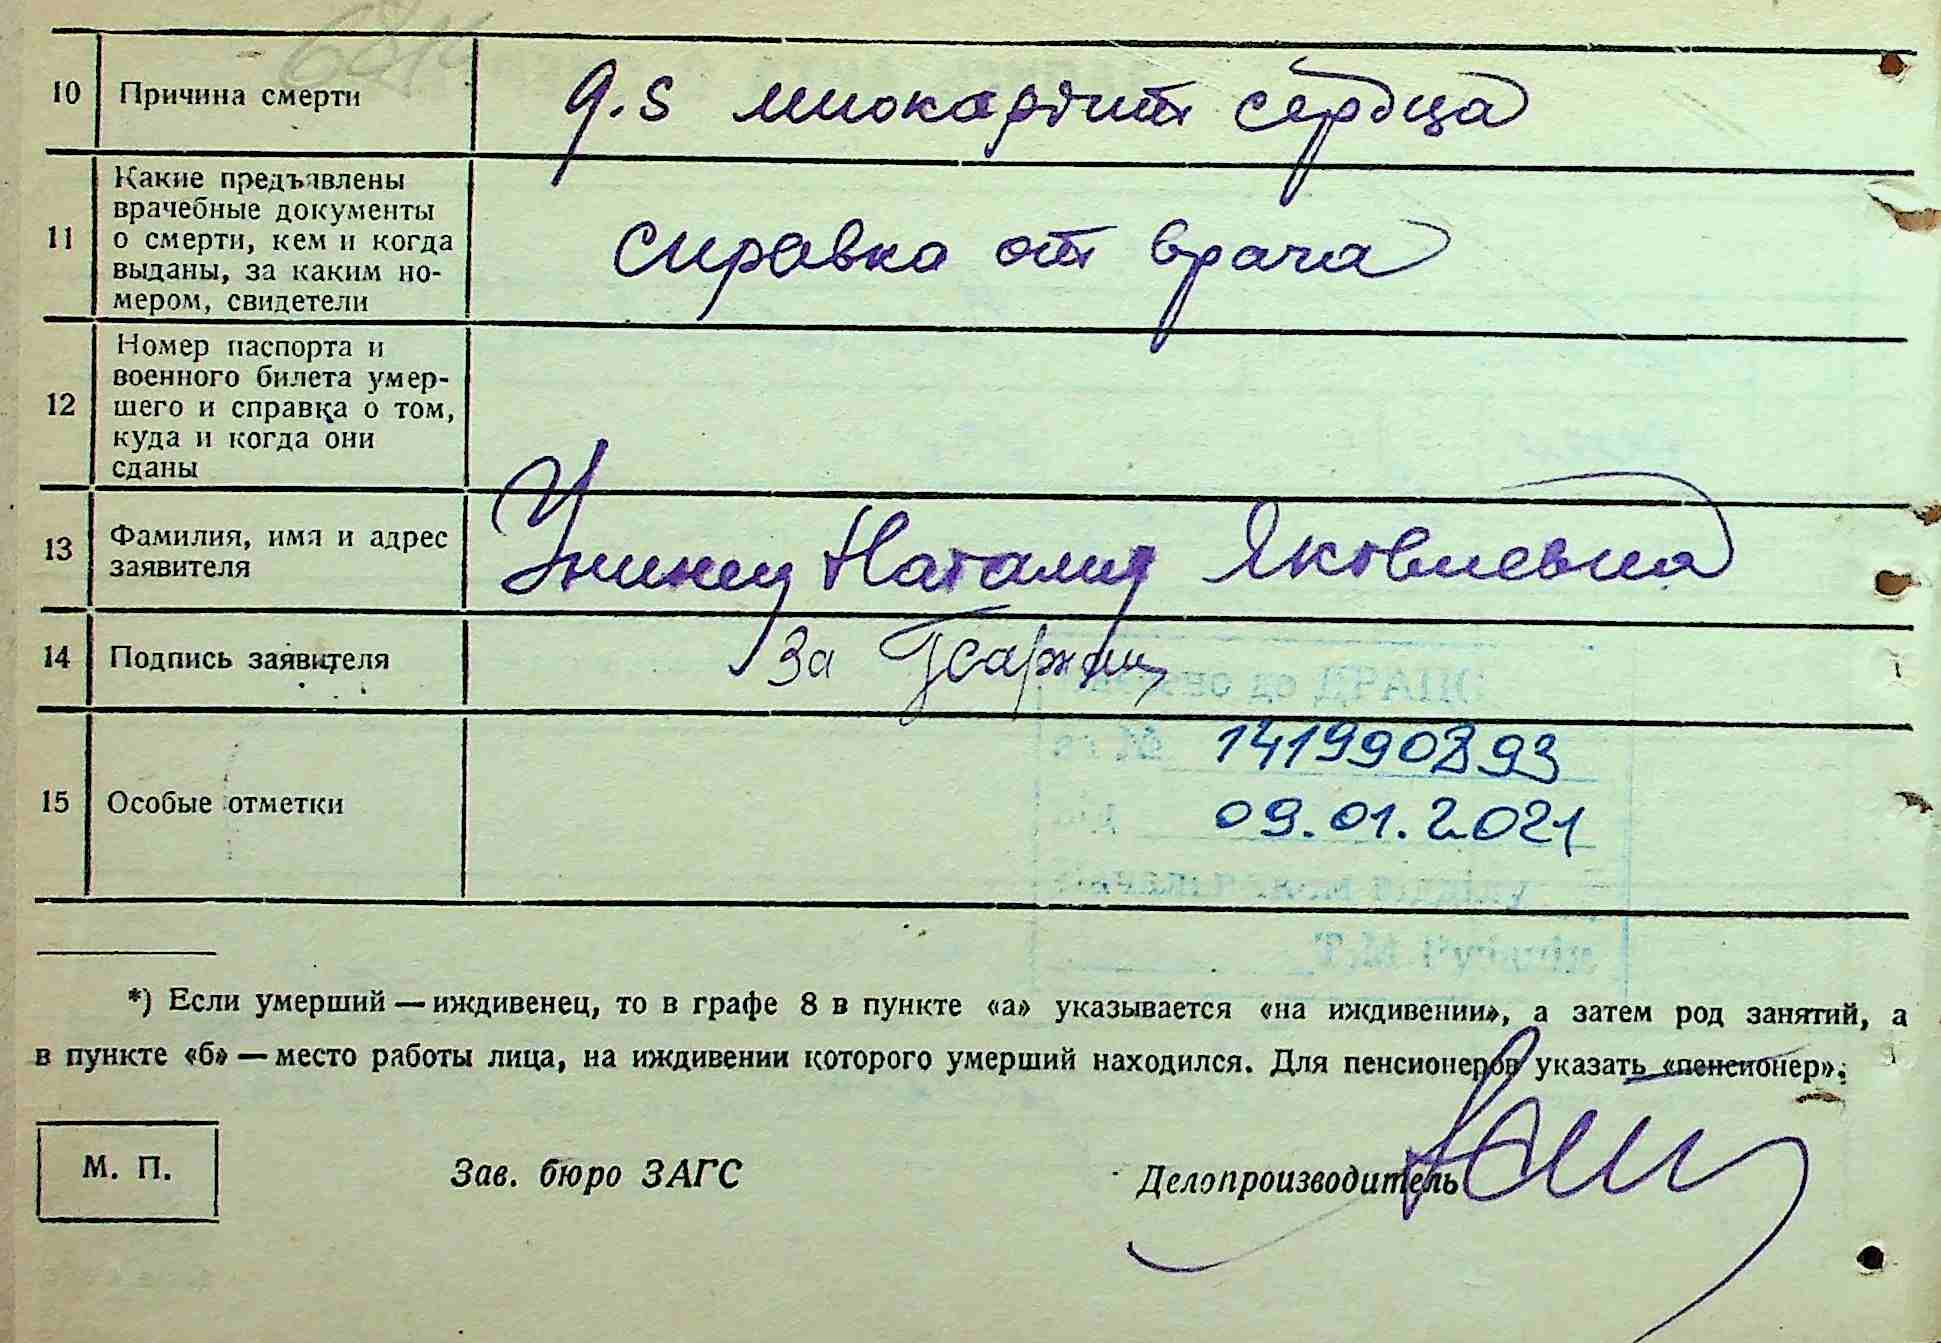 10 Причина смерти d.s миокардит сердца
11 Какие предъявлены
врачебные документы
о смерти, кем и когда
выданы, за каким но-
мером, свидетели
справка от врача
12 Номер паспорта и
военного билета умер-
шего и справка о том,
куда и когда они
сданы
13 Фамилия, имя и адрес
заявителя
Наталия Яковлевна
14 Подпись заявителя За
до ДРАЦС
15 Особые отметки
№ 141990893
09.01.2021
відділу
Т.М
*) Если умерший — иждивенец, то в графе 8 в пункте «а» указывается «на иждивении», а затем род занятий, а
в пункте «б» — место работы лица, на иждивении которого умерший находился. Для пенсионеров указать «пенсионер».
М. П. Зав. бюро ЗАГС Делопроизводитель